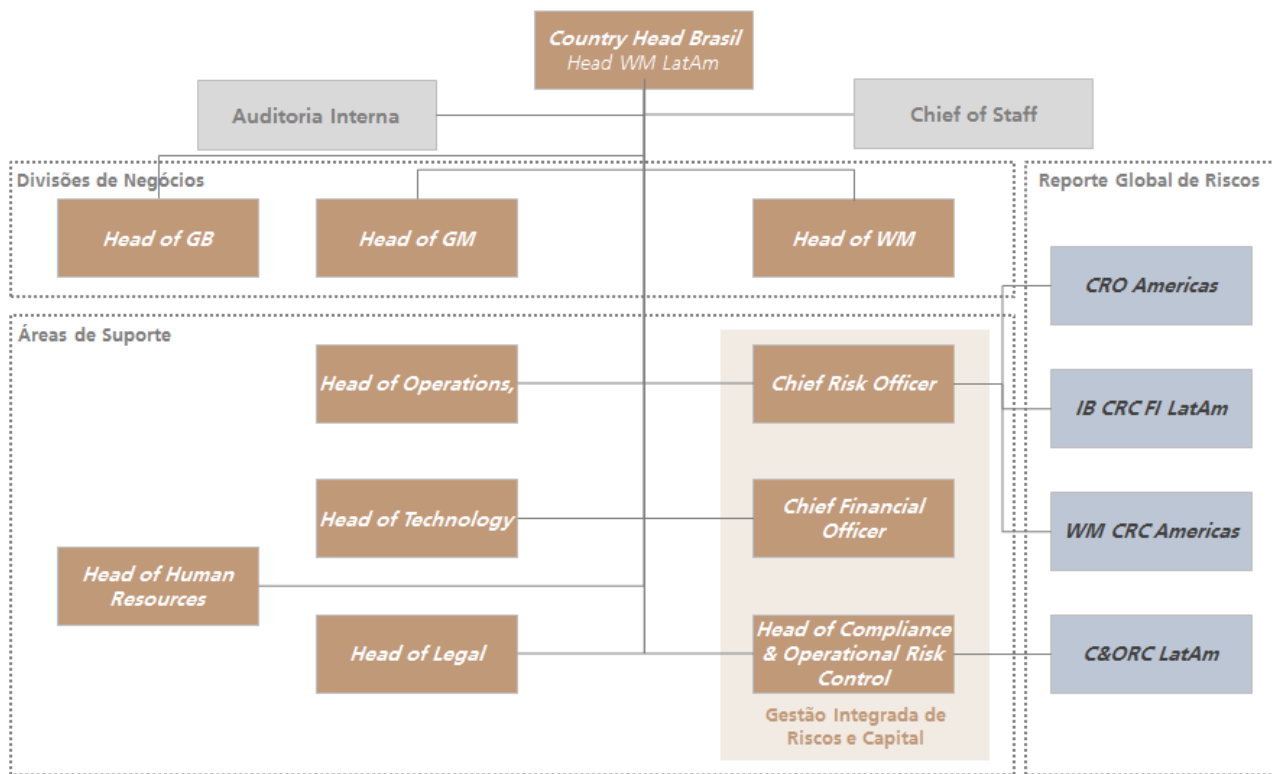 Country Head Brasil
Head WM LatAm
Auditoria Interna
Chief of Staff
Divisões de Negócios
Reporte Global de Riscos
Head of GB
Head of GM
Head of WM
CRO Americas
Áreas de Suporte
Head of Operations,
Chief Risk Officer
IB CRC FI LatAm
Head of Technology
Chief Financial
Officer
WM CRC Americas
Head of Human
Resources
Head of Legal
Head of Compliance
& Operational Risk
Control
C&ORC LatAm
Gestão Integrada de
Riscos e Capital